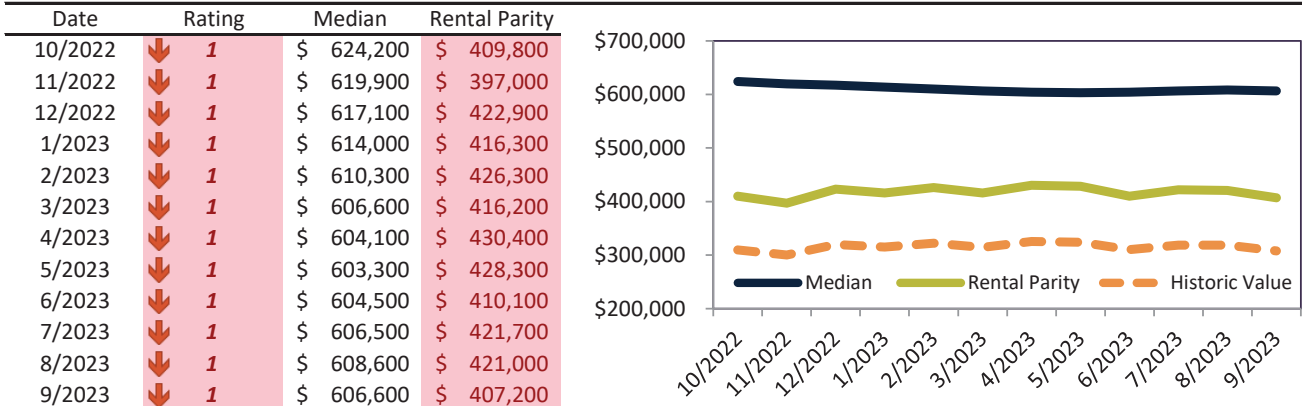 Date Rating Median Rental Parity
10/2022 1 $ 624,200 $ 409,800
11/2022 1 $ 619,900 $ 397,000
12/2022 1 $ 617,100 $ 422,900
1/2023 1 $ 614,000 $ 416,300
2/2023 1 $ 610,300 $ 426,300
3/2023 1 $ 606,600 $ 416,200
4/2023 1 $ 604,100 $ 430,400
5/2023 1 $ 603,300 $ 428,300
6/2023 1 $ 604,500 $ 410,100
7/2023 1 $ 606,500 $ 421,700
8/2023 1 $ 608,600 $ 421,000
9/2023 1 $ 606,600 $ 407,200
$700,000
$600,000
$500,000
$400,000
$300,000
$200,000
Median Rental Parity Historic Value
10/2022 11/2022 12/2022 1/2023 2/2023 3/2023 4/2023 5/2023 6/2023 7/2023 8/2023 9/2023